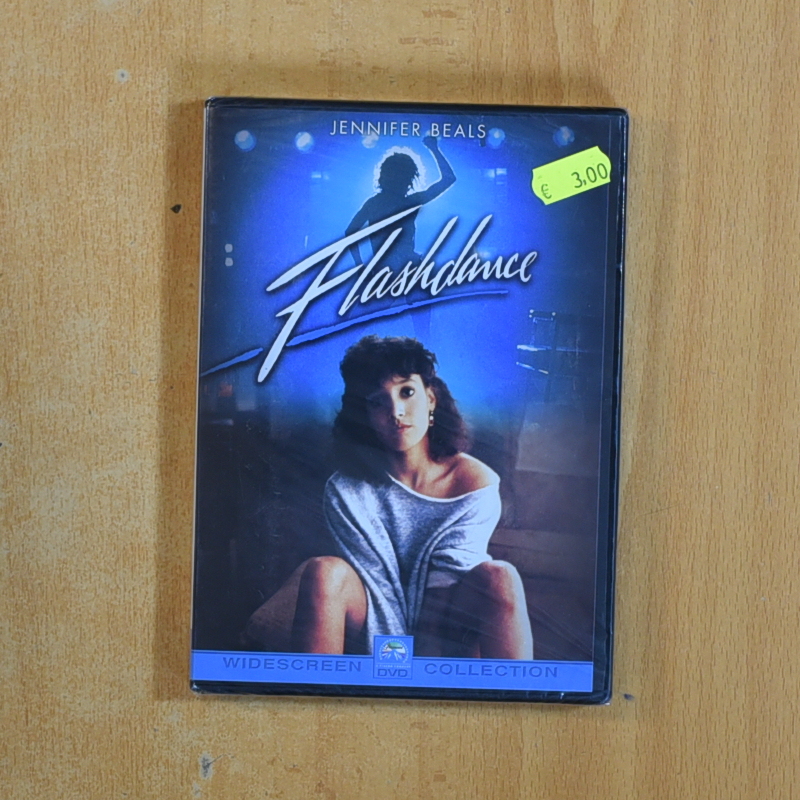 JENNIFER BEALS
€ 3,00
Flashdance
WIDESCREEN DVD COLLECTION